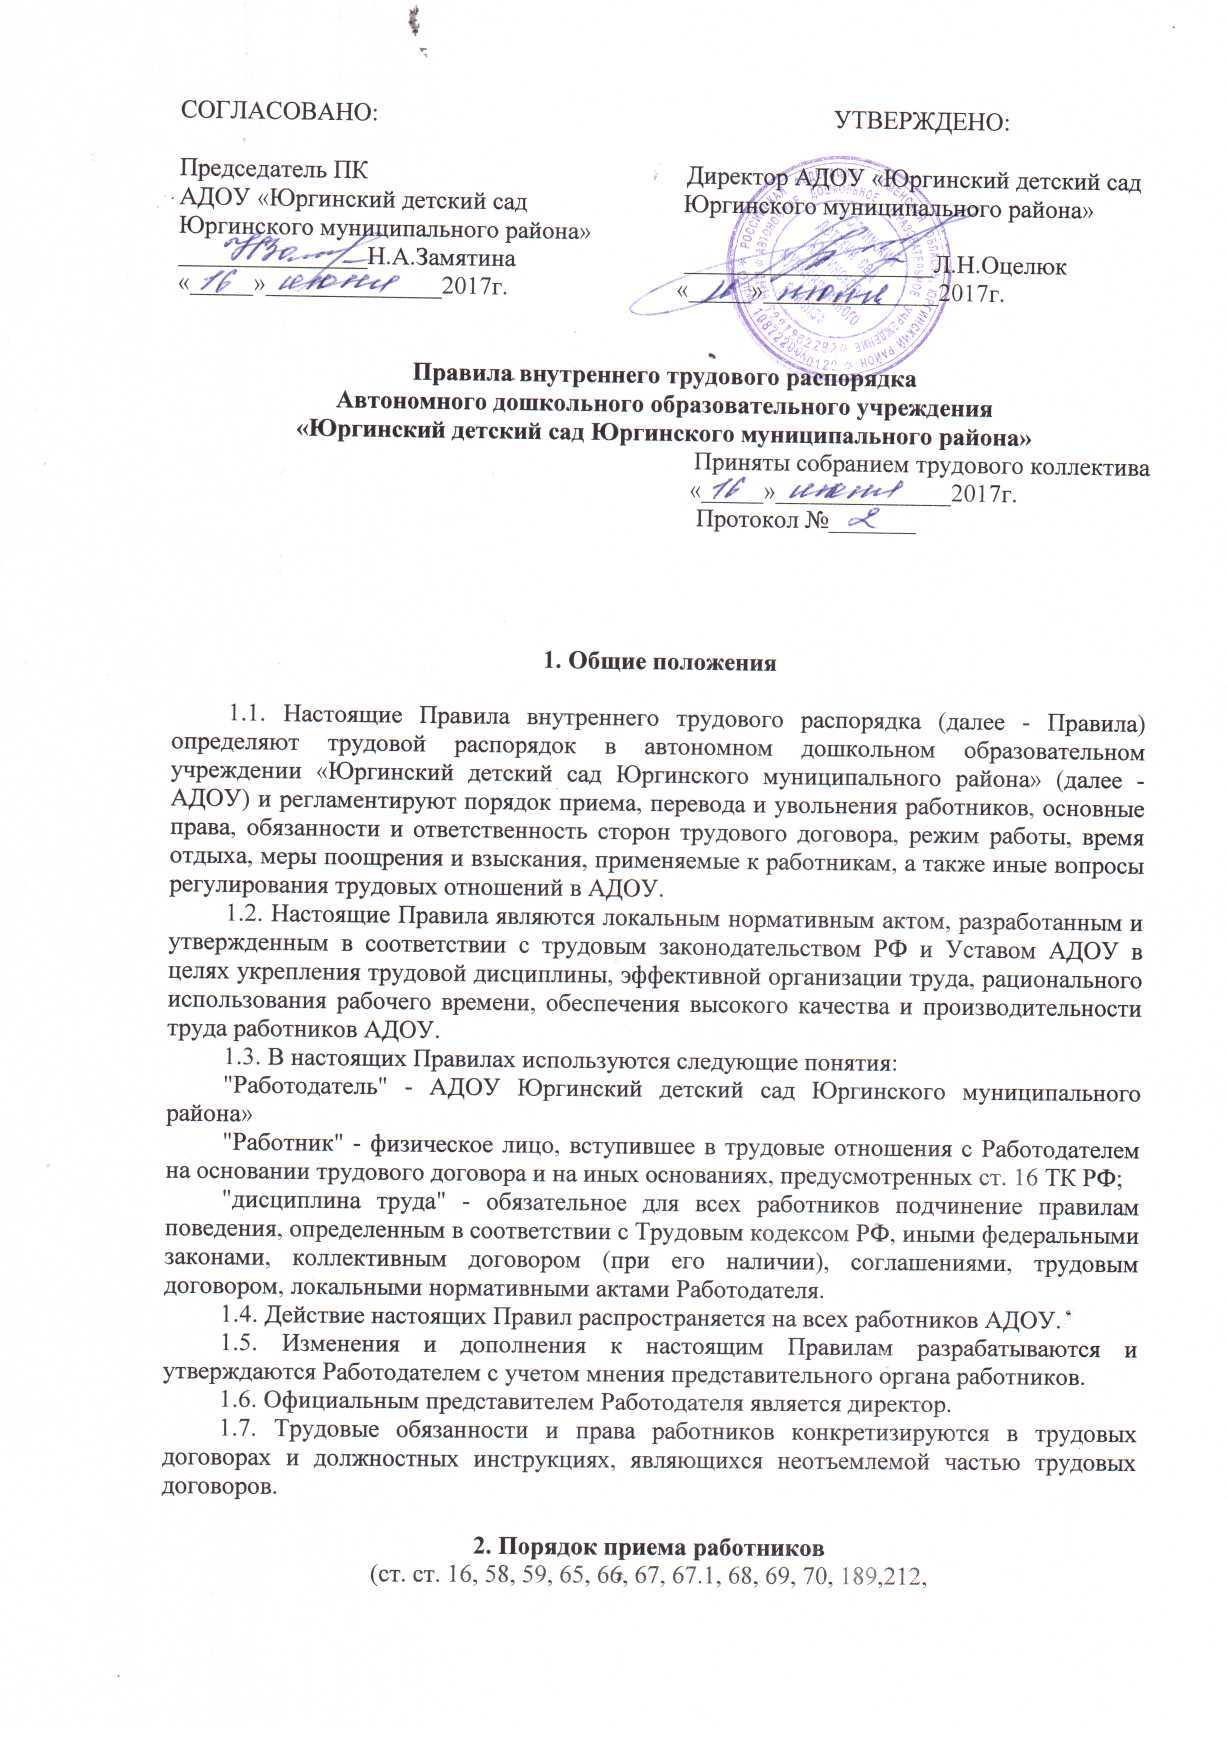 СОГЛАСОВАНО:
Председатель ПК
АДОУ «Юргинский детский сад
Юргинского муниципального района»
______________Н.А.Замятина
«_16_»_июня_2017г.
УТВЕРЖДЕНО:
Директор АДОУ «Юргинский детский сад
Юргинского муниципального района»
____________________Л.Н.Оцелюк
«_16_»_июня_2017г.
Правила внутреннего трудового распорядка
Автономного дошкольного образовательного учреждения
«Юргинский детский сад Юргинского муниципального района»
Приняты собранием трудового коллектива
«_16_»_июня_2017г.
Протокол №_2_
1. Общие положения
1.1. Настоящие Правила внутреннего трудового распорядка (далее - Правила)
определяют трудовой распорядок в автономном дошкольном образовательном
учреждении «Юргинский детский сад Юргинского муниципального района» (далее -
АДОУ) и регламентируют порядок приема, перевода и увольнения работников, основные
права, обязанности и ответственность сторон трудового договора, режим работы, время
отдыха, меры поощрения и взыскания, применяемые к работникам, а также иные вопросы
регулирования трудовых отношений в АДОУ.
1.2. Настоящие Правила являются локальным нормативным актом, разработанным и
утвержденным в соответствии с трудовым законодательством РФ и Уставом АДОУ в
целях укрепления трудовой дисциплины, эффективной организации труда, рационального
использования рабочего времени, обеспечения высокого качества и производительности
труда работников АДОУ.
1.3. В настоящих Правилах используются следующие понятия:
"Работодатель" - АДОУ Юргинский детский сад Юргинского муниципального
района»
"Работник" - физическое лицо, вступившее в трудовые отношения с Работодателем
на основании трудового договора и на иных основаниях, предусмотренных ст. 16 ТК РФ;
"дисциплина труда" - обязательное для всех работников подчинение правилам
поведения, определенным в соответствии с Трудовым кодексом РФ, иными федеральными
законами, коллективным договором (при его наличии), соглашениями, трудовым
договором, локальными нормативными актами Работодателя.
1.4. Действие настоящих Правил распространяется на всех работников АДОУ.
1.5. Изменения и дополнения к настоящим Правилам разрабатываются и
утверждаются Работодателем с учетом мнения представительного органа работников.
1.6. Официальным представителем Работодателя является директор.
1.7. Трудовые обязанности и права работников конкретизируются в трудовых
договорах и должностных инструкциях, являющихся неотъемлемой частью трудовых
договоров.
2. Порядок приема работников
(ст. ст. 16, 58, 59, 65, 66, 67, 67.1, 68, 69, 70, 189,212,